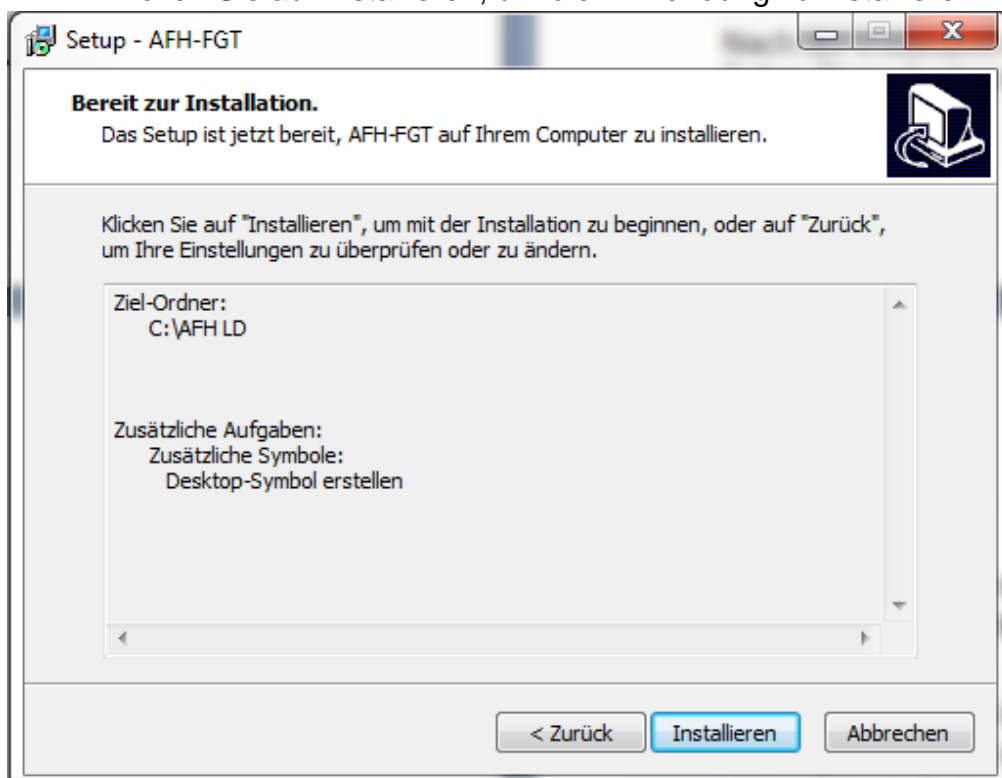 Setup - AFH-FGT
Bereit zur Installation.
Das Setup ist jetzt bereit, AFH-FGT auf Ihrem Computer zu installieren.
Klicken Sie auf "Installieren", um mit der Installation zu beginnen, oder auf "Zurück",
um Ihre Einstellungen zu überprüfen oder zu ändern.
Ziel-Ordner:
C:\AFH LD
Zusätzliche Aufgaben:
Zusätzliche Symbole:
Desktop-Symbol erstellen
< Zurück
Installieren
Abbrechen